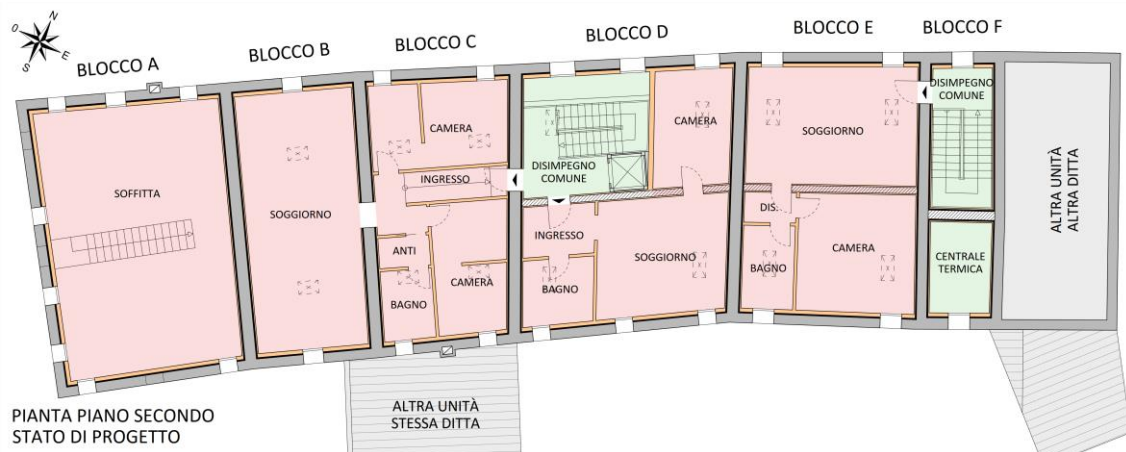 N
O
E
S
BLOCCO A
BLOCCO B
BLOCCO C
BLOCCO D
BLOCCO E
BLOCCO F
SOFFITTA
SOGGIORNO
CAMERA
INGRESSO
ANTI
BAGNO
CAMERA
DISIMPEGNO
COMUNE
CAMERA
INGRESSO
BAGNO
SOGGIORNO
SOGGIORNO
DIS.
BAGNO
CAMERA
DISIMPEGNO
COMUNE
CENTRALE
TERMICA
ALTRA UNITÀ
ALTRA DITTA
ALTRA UNITÀ
STESSA DITTA
PIANTA PIANO SECONDO
STATO DI PROGETTO